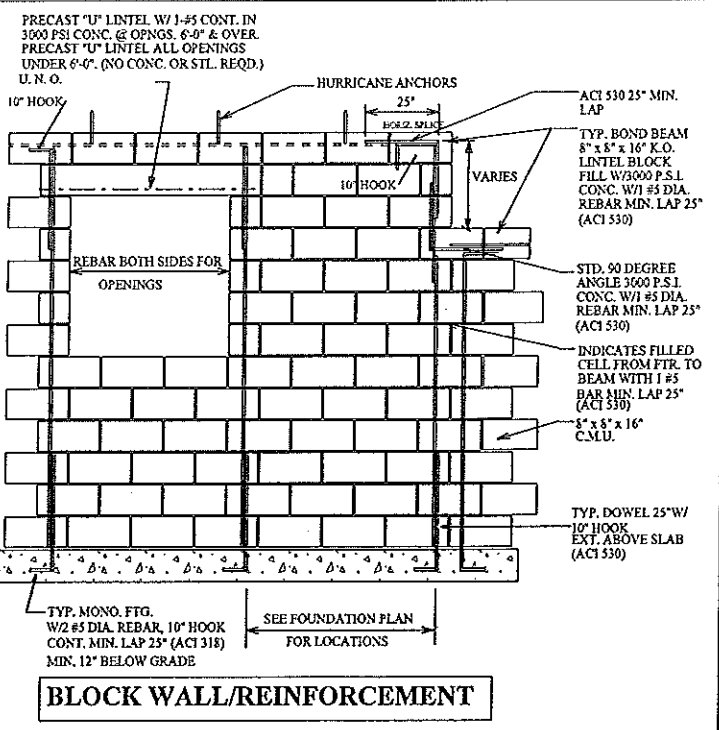 PRECAST "U" LINTEL W/ 1-#5 CONT. IN
3000 PSI CONC. @ OPNGS. 6'-0" & OVER.
PRECAST "U" LINTEL ALL OPENINGS
UNDER 6'-0". (NO CONC. OR STL. REQD.)
U. N. O.
10" HOOK
HURRICANE ANCHORS
25"
HORIZ. SPLICE
10" HOOK
VARIES
ACI 530 25" MIN.
LAP
TYP. BOND BEAM
8" x 8" x 16" K.O.
LINTEL BLOCK
FILL W/3000 P.S.I.
CONC. W/1 #5 DIA.
REBAR MIN. LAP 25"
(ACI 530)
REBAR BOTH SIDES FOR
OPENINGS
STD. 90 DEGREE
ANGLE 3000 P.S.I.
CONC. W/1 #5 DIA.
REBAR MIN. LAP 25"
(ACI 530)
INDICATES FILLED
CELL FROM FTR. TO
BEAM WITH 1 #5
BAR MIN. LAP 25"
(ACI 530)
8" x 8" x 16"
C.M.U.
TYP. DOWEL 25" W/
10" HOOK
EXT. ABOVE SLAB
(ACI 530)
TYP. MONO. FTG.
W/2 #5 DIA. REBAR, 10" HOOK
CONT. MIN. LAP 25" (ACI 318)
MIN. 12" BELOW GRADE
SEE FOUNDATION PLAN
FOR LOCATIONS
BLOCK WALL/REINFORCEMENT